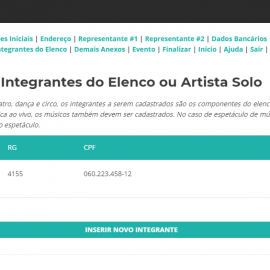 es Iniciais | Endereço | Representante #1 | Representante #2 | Dados Bancários
ntegrantes do Elenco | Demais Anexos | Evento | Finalizar | Início | Ajuda | Sair |
Integrantes do Elenco ou Artista Solo
atro, dança e circo, os integrantes a serem cadastrados são os componentes do elenc
ica ao vivo, os músicos também devem ser cadastrados. No caso de espetáculo de mú
o espetáculo.
RG CPF
4155 060.223.458-12
INSERIR NOVO INTEGRANTE